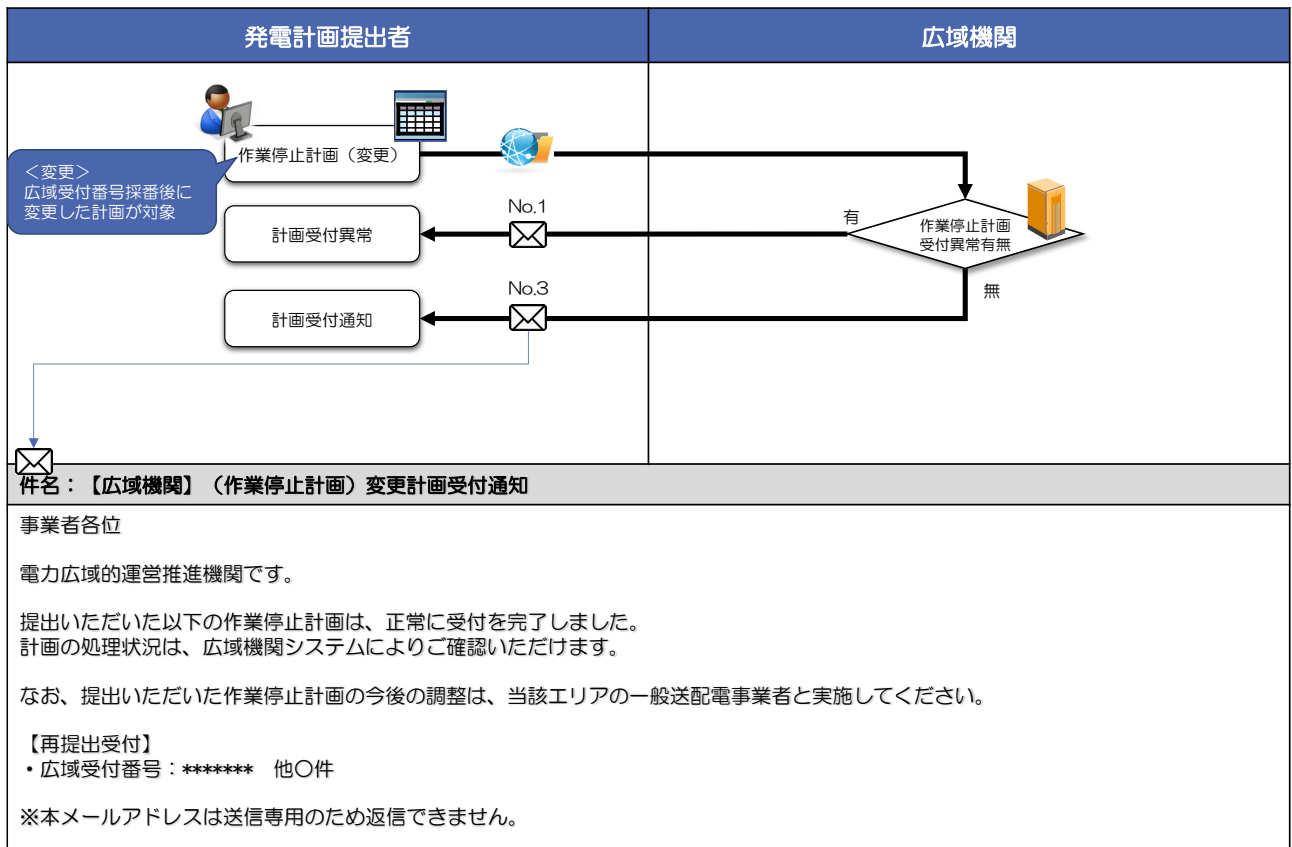 発電計画提出者
広域機関
作業停止計画（変更）
＜変更＞
広域受付番号採番後に
変更した計画が対象
No.1
計画受付異常
有
作業停止計画
受付異常有無
No.3
無
計画受付通知
件名：【広域機関】（作業停止計画）変更計画受付通知
事業者各位
電力広域的運営推進機関です。
提出いただいた以下の作業停止計画は、正常に受付を完了しました。
計画の処理状況は、広域機関システムによりご確認いただけます。
なお、提出いただいた作業停止計画の今後の調整は、当該エリアの一般送配電事業者と実施してください。
【再提出受付】
・広域受付番号：******* 他〇件
※本メールアドレスは送信専用のため返信できません。